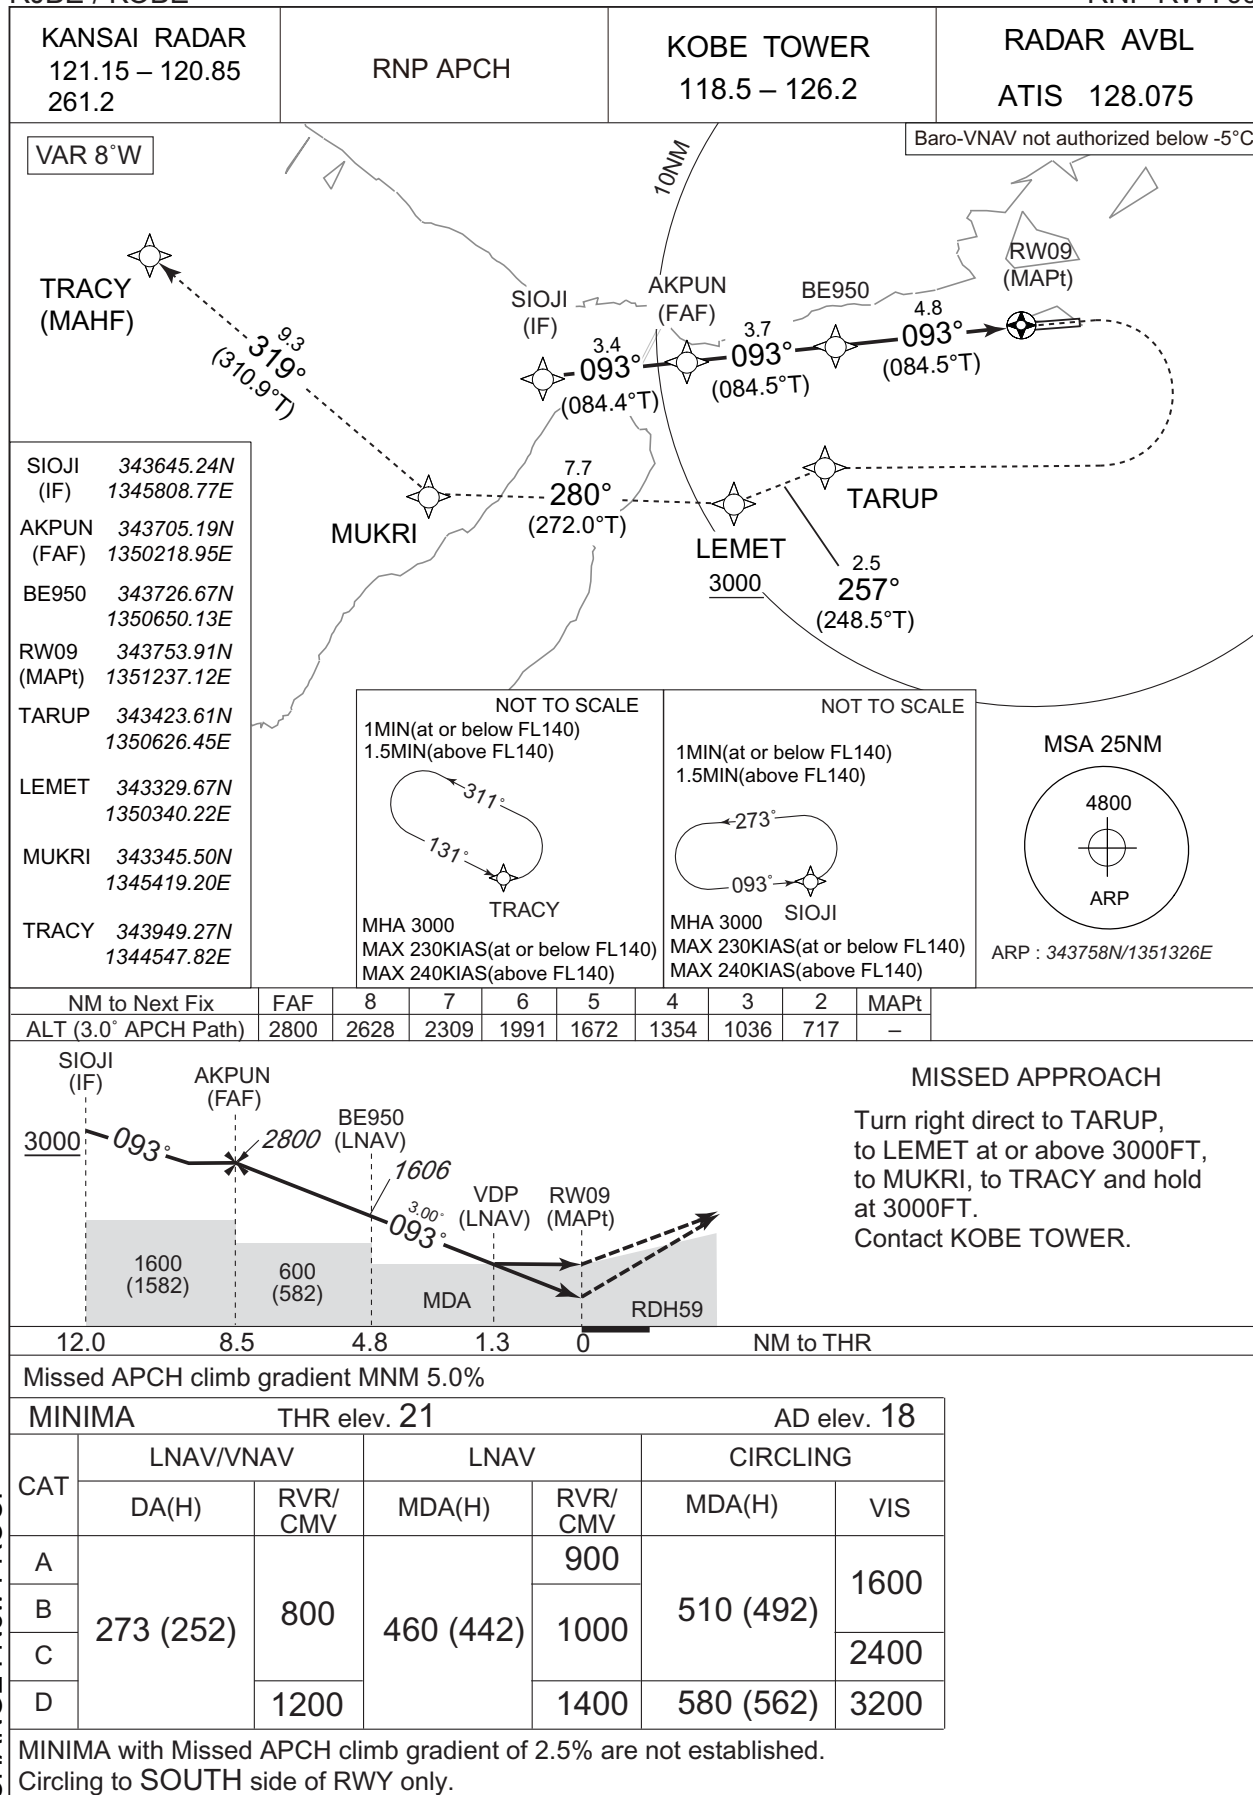 KANSAI RADAR
121.15 – 120.85
261.2
RNP APCH
KOBE TOWER
118.5 – 126.2
RADAR AVBL
ATIS 128.075
VAR 8˚W
Baro-VNAV not authorized below -5°C
10NM
TRACY
(MAHF)
9.3
319°
(310.9°T)
SIOJI
(IF)
AKPUN
(FAF)
BE950
RW09
(MAPt)
3.4
093°
(084.4°T)
3.7
093°
(084.5°T)
4.8
093°
(084.5°T)
MUKRI
7.7
280°
(272.0°T)
LEMET
3000
TARUP
2.5
257°
(248.5°T)
SIOJI 343645.24N
(IF) 1345808.77E
AKPUN 343705.19N
(FAF) 1350218.95E
BE950 343726.67N
1350650.13E
RW09 343753.91N
(MAPt) 1351237.12E
TARUP 343423.61N
1350626.45E
LEMET 343329.67N
1350340.22E
MUKRI 343345.50N
1345419.20E
TRACY 343949.27N
1344547.82E
NOT TO SCALE
1MIN(at or below FL140)
1.5MIN(above FL140)
311˚
131˚
TRACY
MHA 3000
MAX 230KIAS(at or below FL140)
MAX 240KIAS(above FL140)
NOT TO SCALE
1MIN(at or below FL140)
1.5MIN(above FL140)
273˚
093˚
SIOJI
MHA 3000
MAX 230KIAS(at or below FL140)
MAX 240KIAS(above FL140)
MSA 25NM
4800
ARP
ARP : 343758N/1351326E
NM to Next Fix FAF 8 7 6 5 4 3 2 MAPt
ALT (3.0˚ APCH Path) 2800 2628 2309 1991 1672 1354 1036 717 –
SIOJI
(IF)
AKPUN
(FAF)
BE950
(LNAV)
VDP
(LNAV)
RW09
(MAPt)
3000
093˚
2800
1606
3.00˚
093˚
1600
(1582)
600
(582)
MDA
RDH59
12.0 8.5 4.8 1.3 0 NM to THR
MISSED APPROACH
Turn right direct to TARUP,
to LEMET at or above 3000FT,
to MUKRI, to TRACY and hold
at 3000FT.
Contact KOBE TOWER.
Missed APCH climb gradient MNM 5.0%
MINIMA THR elev. 21 AD elev. 18
CAT LNAV/VNAV LNAV CIRCLING
DA(H) RVR/CMV MDA(H) RVR/CMV MDA(H) VIS
A 900
B 273 (252) 800 460 (442) 1000 510 (492) 1600
C 2400
D 1200 1400 580 (562) 3200
MINIMA with Missed APCH climb gradient of 2.5% are not established.
Circling to SOUTH side of RWY only.